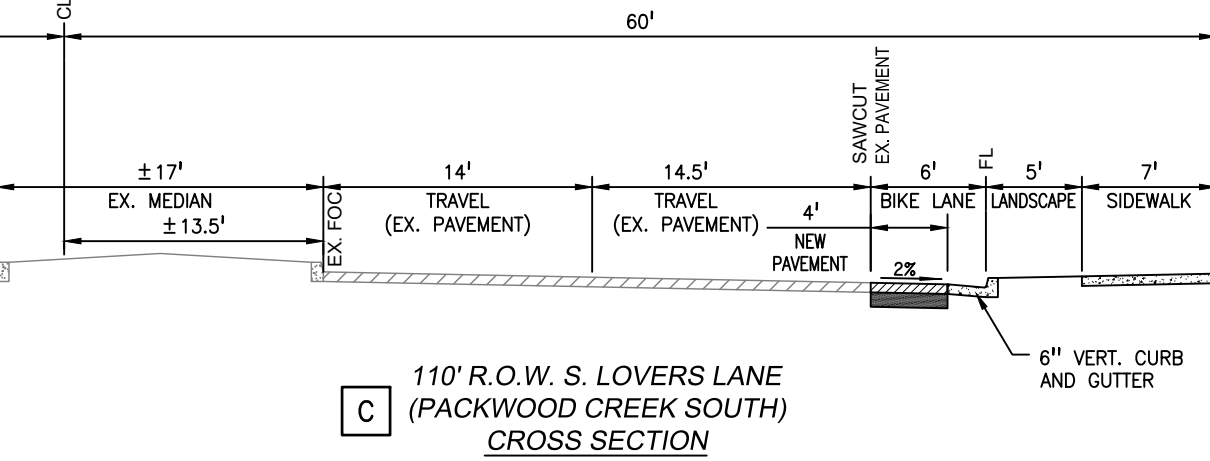 CL
60'
SAWCUT
EX. PAVEMENT
FL
±17'
EX. MEDIAN
±13.5'
EX. FOC
14'
TRAVEL
(EX. PAVEMENT)
14.5'
TRAVEL
(EX. PAVEMENT)
6'
BIKE LANE
4'
NEW
PAVEMENT
2%
5'
LANDSCAPE
7'
SIDEWALK
6" VERT. CURB
AND GUTTER
C
110' R.O.W. S. LOVERS LANE
(PACKWOOD CREEK SOUTH)
CROSS SECTION